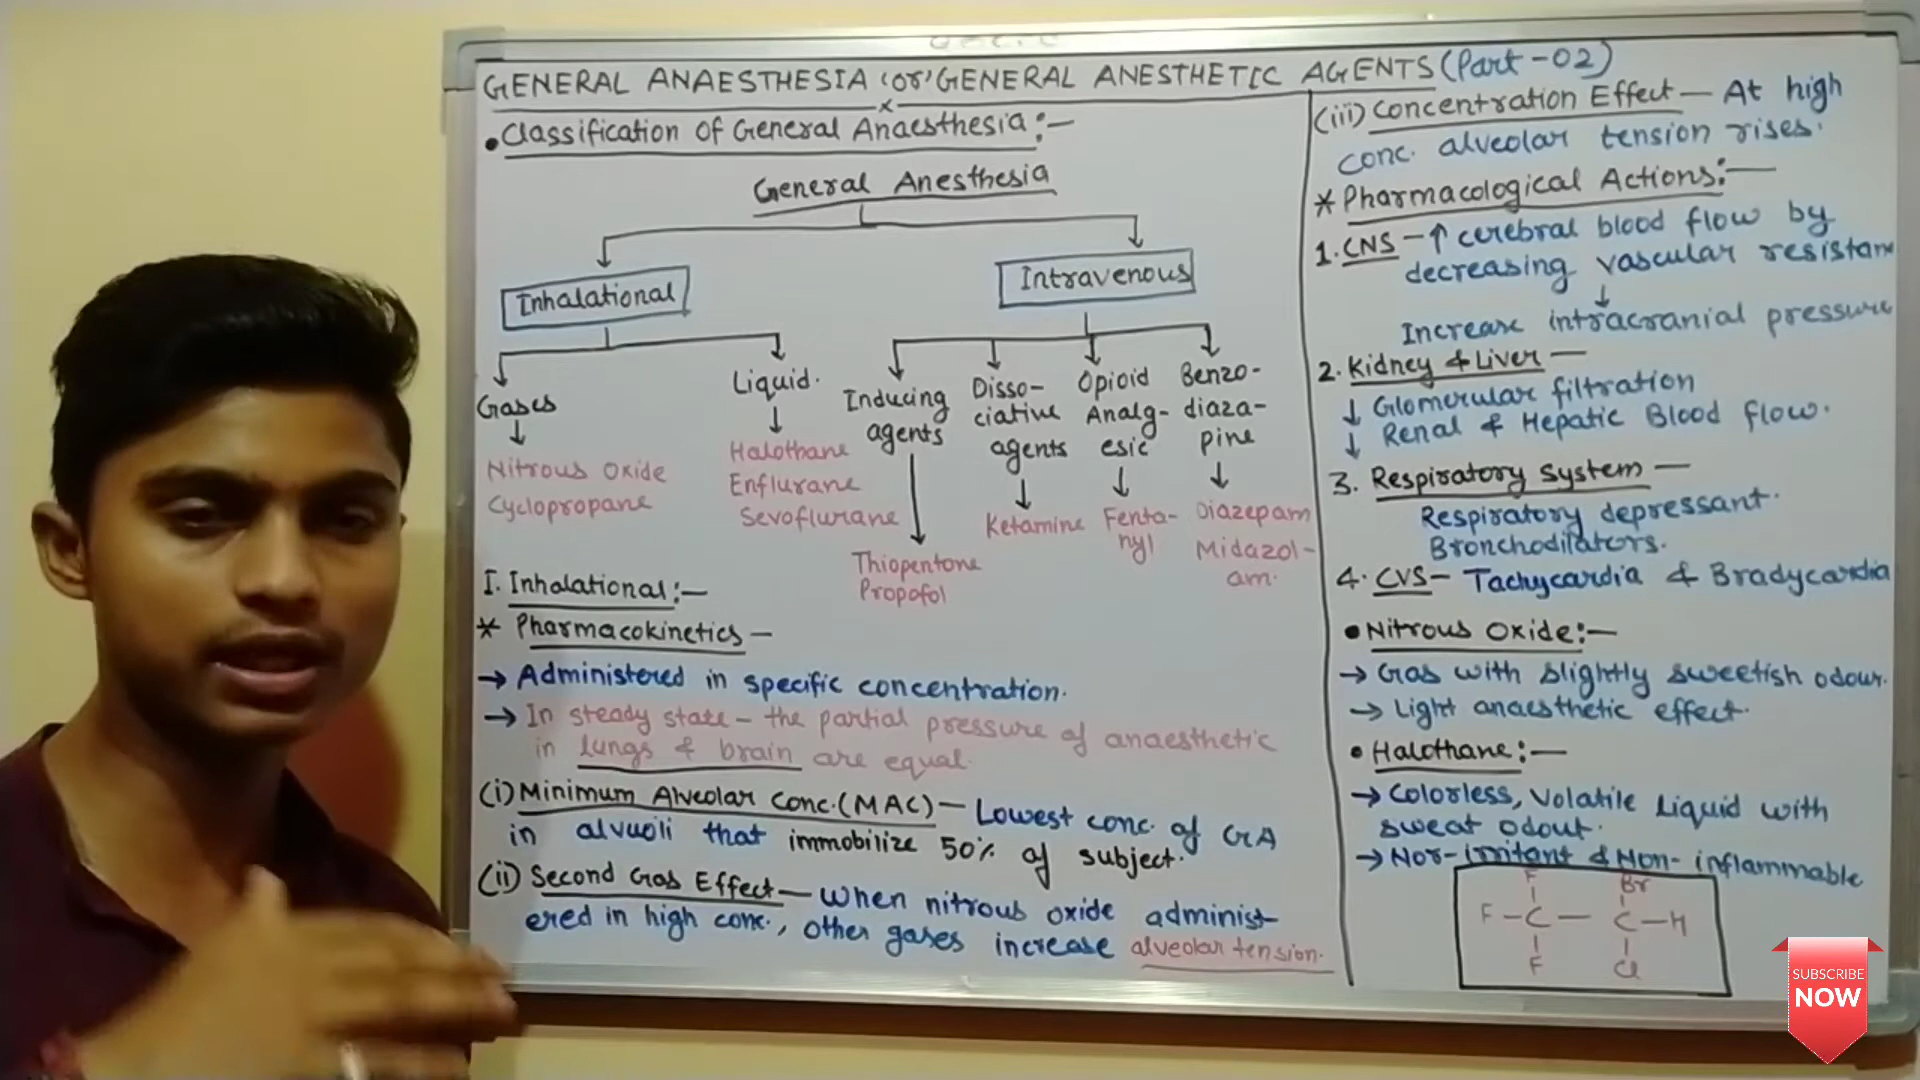 GENERAL ANAESTHESIA 'or' GENERAL ANESTHETIC AGENTS (Part-02)
• Classification of General Anaesthesia:-
General Anesthesia
Inhalational
Intravenous
Gases
Nitrous Oxide
Cyclopropane
Liquid.
Halothane
Enflurane
Sevoflurane
Inducing
agents
Thiopentone
Propofol
Disso-
ciative
agents
Ketamine
Opioid
Analg-
esic
Fenta-
nyl
Benzo-
diaza-
pine
Diazepam
Midazol-
am.
I. Inhalational:-
* Pharmacokinetics -
→ Administered in specific concentration.
→ In steady state - the partial pressure of anaesthetic
in lungs & brain are equal.
(i) Minimum Alveolar Conc. (MAC) - Lowest conc. of GA
in alvuoli that immobilize 50% of subject.
(ii) Second Gas Effect - When nitrous oxide administ-
ered in high conc., other gases increase alveolar tension.
(iii) Concentration Effect - At high
conc. alveolar tension rises.
* Pharmacological Actions:-
1. CNS - ↑ cerebral blood flow by
decreasing vascular resistan
↓
Increase intracranial pressure
2. Kidney & Liver -
↓ Glomerular filtration
↓ Renal & Hepatic Blood flow.
3. Respiratory System -
Respiratory depressant.
Bronchodilators.
4. CVS - Tachycardia & Bradycardia
• Nitrous Oxide:-
→ Gas with slightly sweetish odour.
→ Light anaesthetic effect.
• Halothane:-
→ Colorless, Volatile Liquid with
sweat odout.
→ Non-irritant & Non-inflammable
F Br
F-C-C-H
F Cl
SUBSCRIBE
NOW